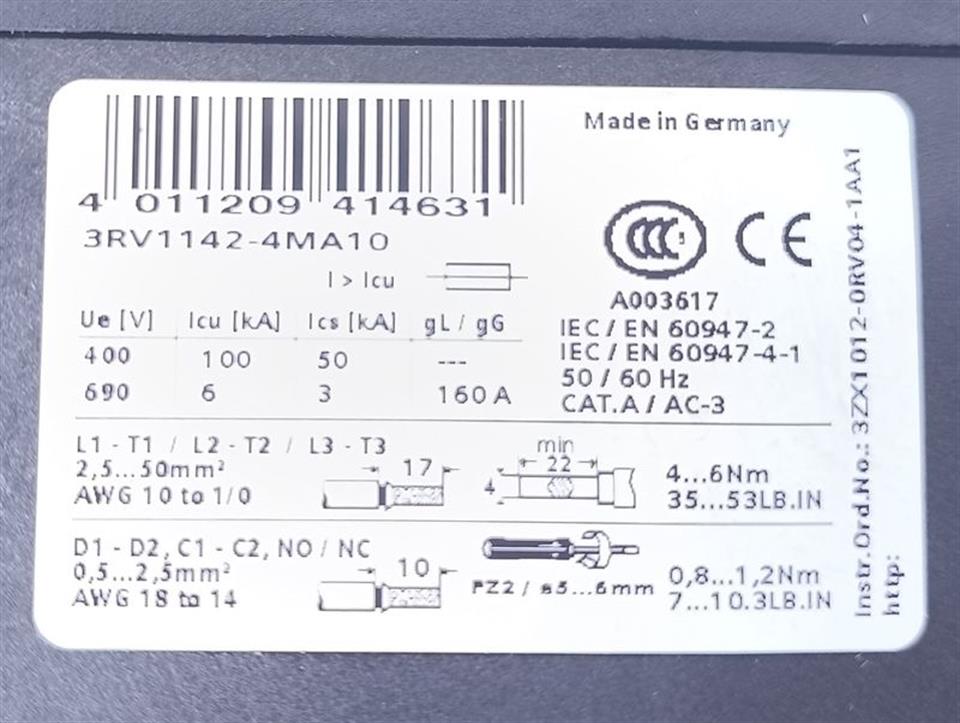 4 011209 414631
3RV1142-4MA10
Made in Germany
CCC S
CE
A003617
I > Icu
Ue [V] Icu [kA] Ics [kA] gL / gG
400 100 50 ---
690 6 3 160 A
IEC / EN 60947-2
IEC / EN 60947-4-1
50 / 60 Hz
CAT.A / AC-3
L1 - T1 / L2 - T2 / L3 - T3
2,5...50mm²
AWG 10 to 1/0
17
min
22
4
4...6Nm
35...53LB.IN
D1 - D2, C1 - C2, NO / NC
0,5...2,5mm²
AWG 18 to 14
10
PZ2 / ø5...6mm
0,8...1,2Nm
7...10.3LB.IN
Instr.Ord.No.: 3ZX1012-0RV04-1AA1
http: